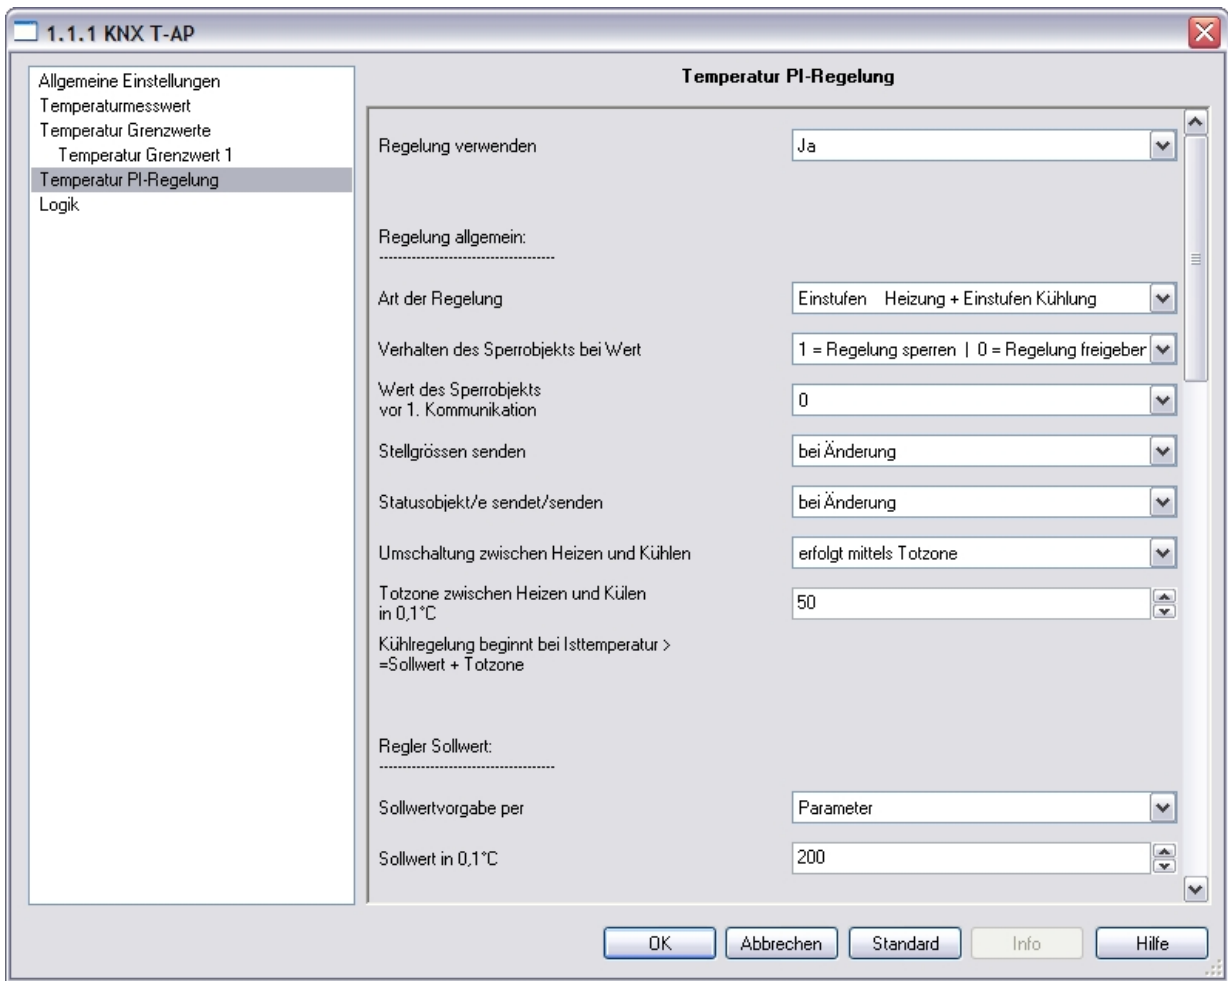 1.1.1 KNX T-AP
Allgemeine Einstellungen
Temperaturmesswert
Temperatur Grenzwerte
Temperatur Grenzwert 1
Temperatur PI-Regelung
Logik
Temperatur PI-Regelung
Regelung verwenden
Ja
Regelung allgemein:
--------------------------------------
Art der Regelung
Einstufen    Heizung + Einstufen Kühlung
Verhalten des Sperrobjekts bei Wert
1 = Regelung sperren | 0 = Regelung freigeben
Wert des Sperrobjekts
vor 1. Kommunikation
0
Stellgrössen senden
bei Änderung
Statusobjekt/e sendet/senden
bei Änderung
Umschaltung zwischen Heizen und Kühlen
erfolgt mittels Totzone
Totzone zwischen Heizen und Külen
in 0,1°C
50
Kühlregelung beginnt bei Isttemperatur >
=Sollwert + Totzone
Regler Sollwert:
--------------------------------------
Sollwertvorgabe per
Parameter
Sollwert in 0,1°C
200
OK
Abbrechen
Standard
Info
Hilfe